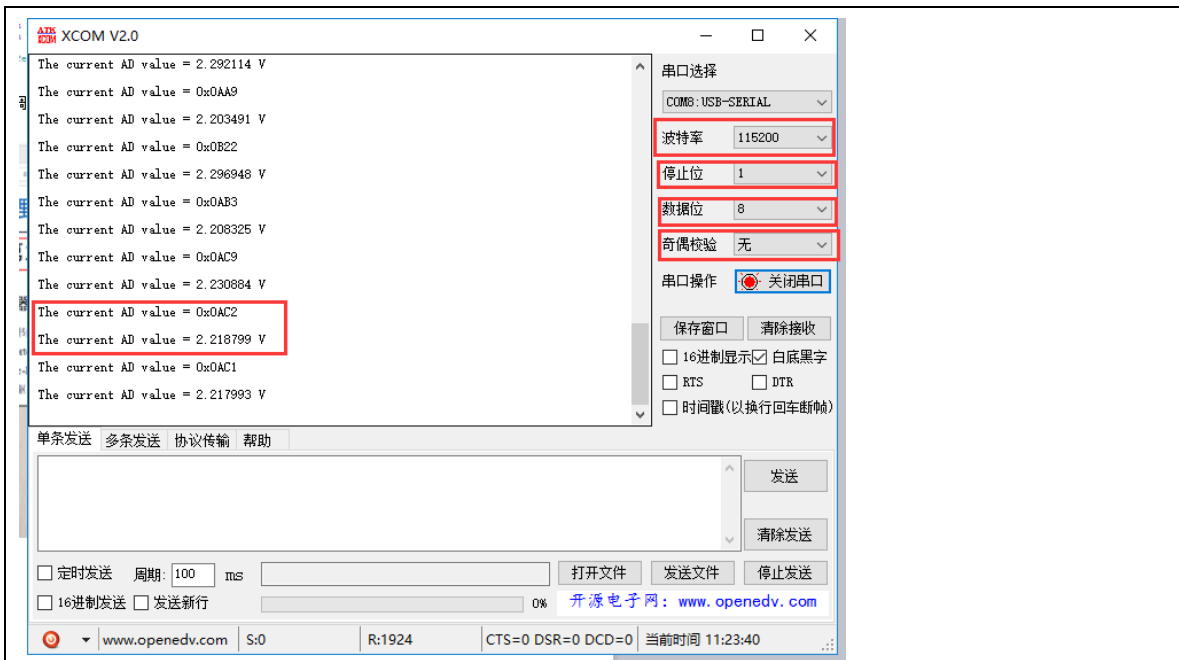 XCOM V2.0
The current AD value = 2.292114 V
The current AD value = 0x0AA9
The current AD value = 2.203491 V
The current AD value = 0x0B22
The current AD value = 2.296948 V
The current AD value = 0x0AB3
The current AD value = 2.208325 V
The current AD value = 0x0AC9
The current AD value = 2.230884 V
The current AD value = 0x0AC2
The current AD value = 2.218799 V
The current AD value = 0x0AC1
The current AD value = 2.217993 V
串口选择
COM8:USB-SERIAL
波特率 115200
停止位 1
数据位 8
奇偶校验 无
串口操作 关闭串口
保存窗口 清除接收
16进制显示 白底黑字
RTS DTR
时间戳(以换行回车断帧)
单条发送 多条发送 协议传输 帮助
发送
清除发送
定时发送 周期: 100 ms 打开文件 发送文件 停止发送
16进制发送 发送新行 0% 开源电子网: www.openedv.com
www.openedv.com S:0 R:1924 CTS=0 DSR=0 DCD=0 当前时间 11:23:40